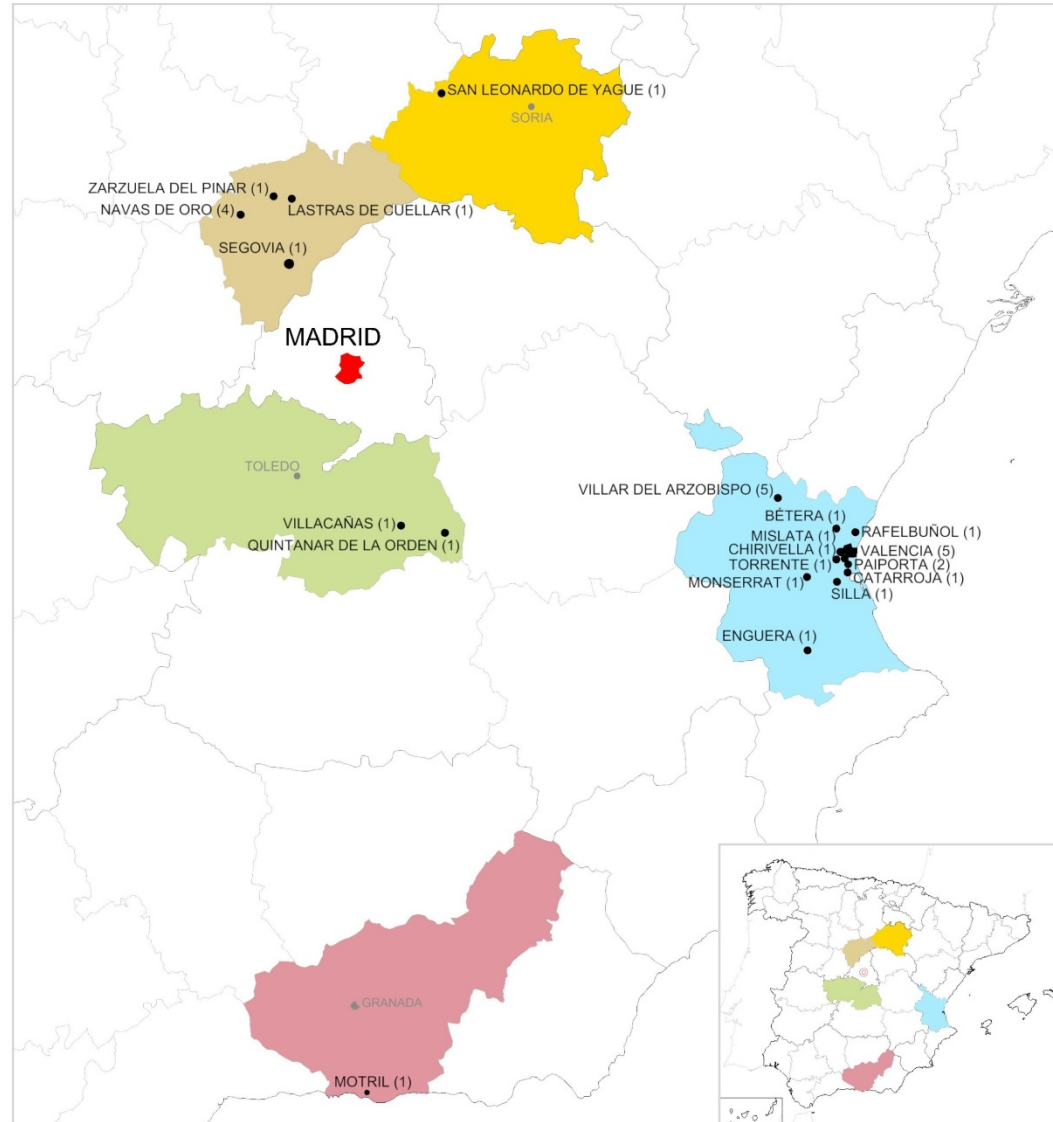 SAN LEONARDO DE YAGUE (1)
SORIA
ZARZUELA DEL PINAR (1)
NAVAS DE ORO (4)
LASTRAS DE CUELLAR (1)
SEGOVIA (1)
MADRID
TOLEDO
VILLACAÑAS (1)
QUINTANAR DE LA ORDEN (1)
VILLAR DEL ARZOBISPO (5)
BÉTERA (1)
MISLATA (1)
RAFELBUÑOL (1)
CHIRIVELLA (1)
VALENCIA (5)
TORRENTE (1)
PAIPORTA (2)
MONSERRAT (1)
CATARROJA (1)
SILLA (1)
ENGUERA (1)
GRANADA
MOTRIL (1)